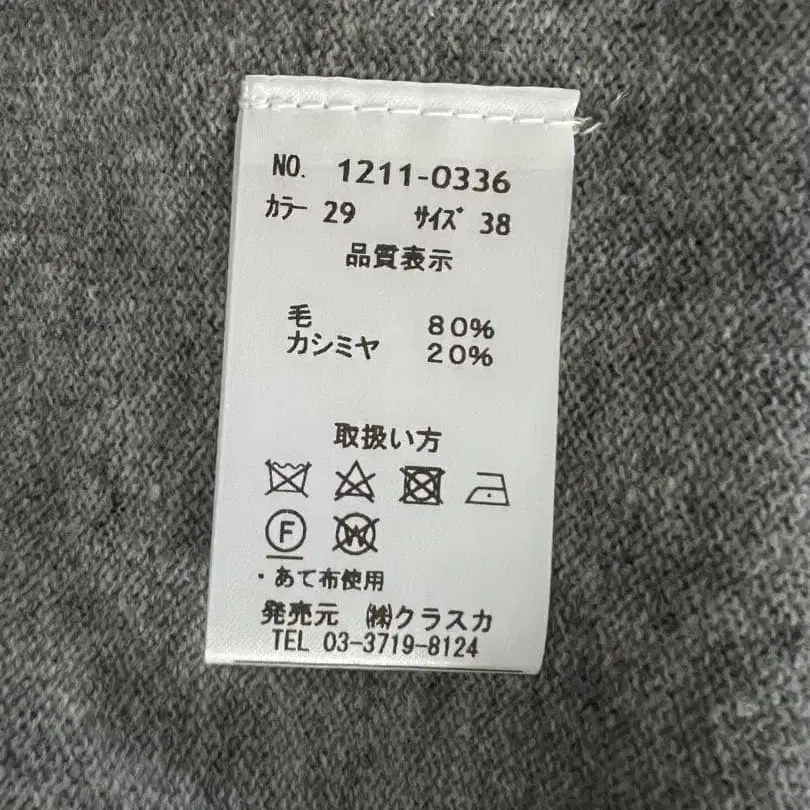 NO. 1211-0336
カラー 29 サイズ 38
品質表示
毛 80%
カシミヤ 20%
取扱い方
F W
・あて布使用
発売元 ㈱クラスカ
TEL 03-3719-8124